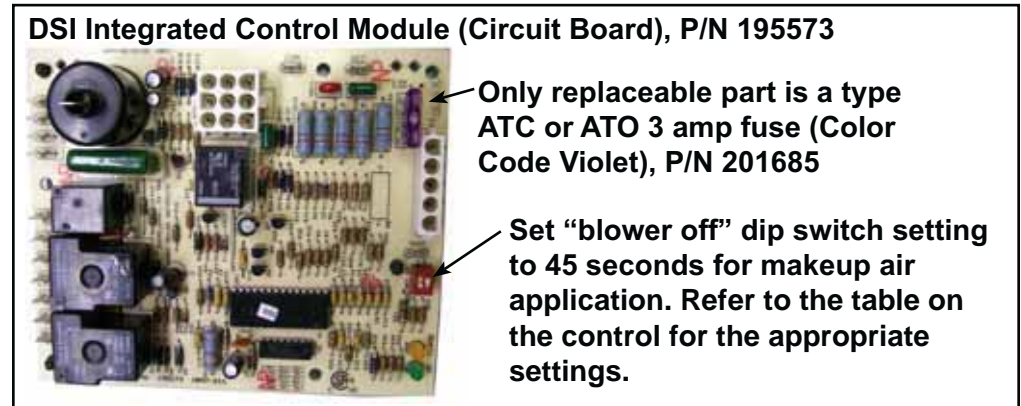 DSI Integrated Control Module (Circuit Board), P/N 195573
Only replaceable part is a type
ATC or ATO 3 amp fuse (Color
Code Violet), P/N 201685
Set “blower off” dip switch setting
to 45 seconds for makeup air
application. Refer to the table on
the control for the appropriate
settings.